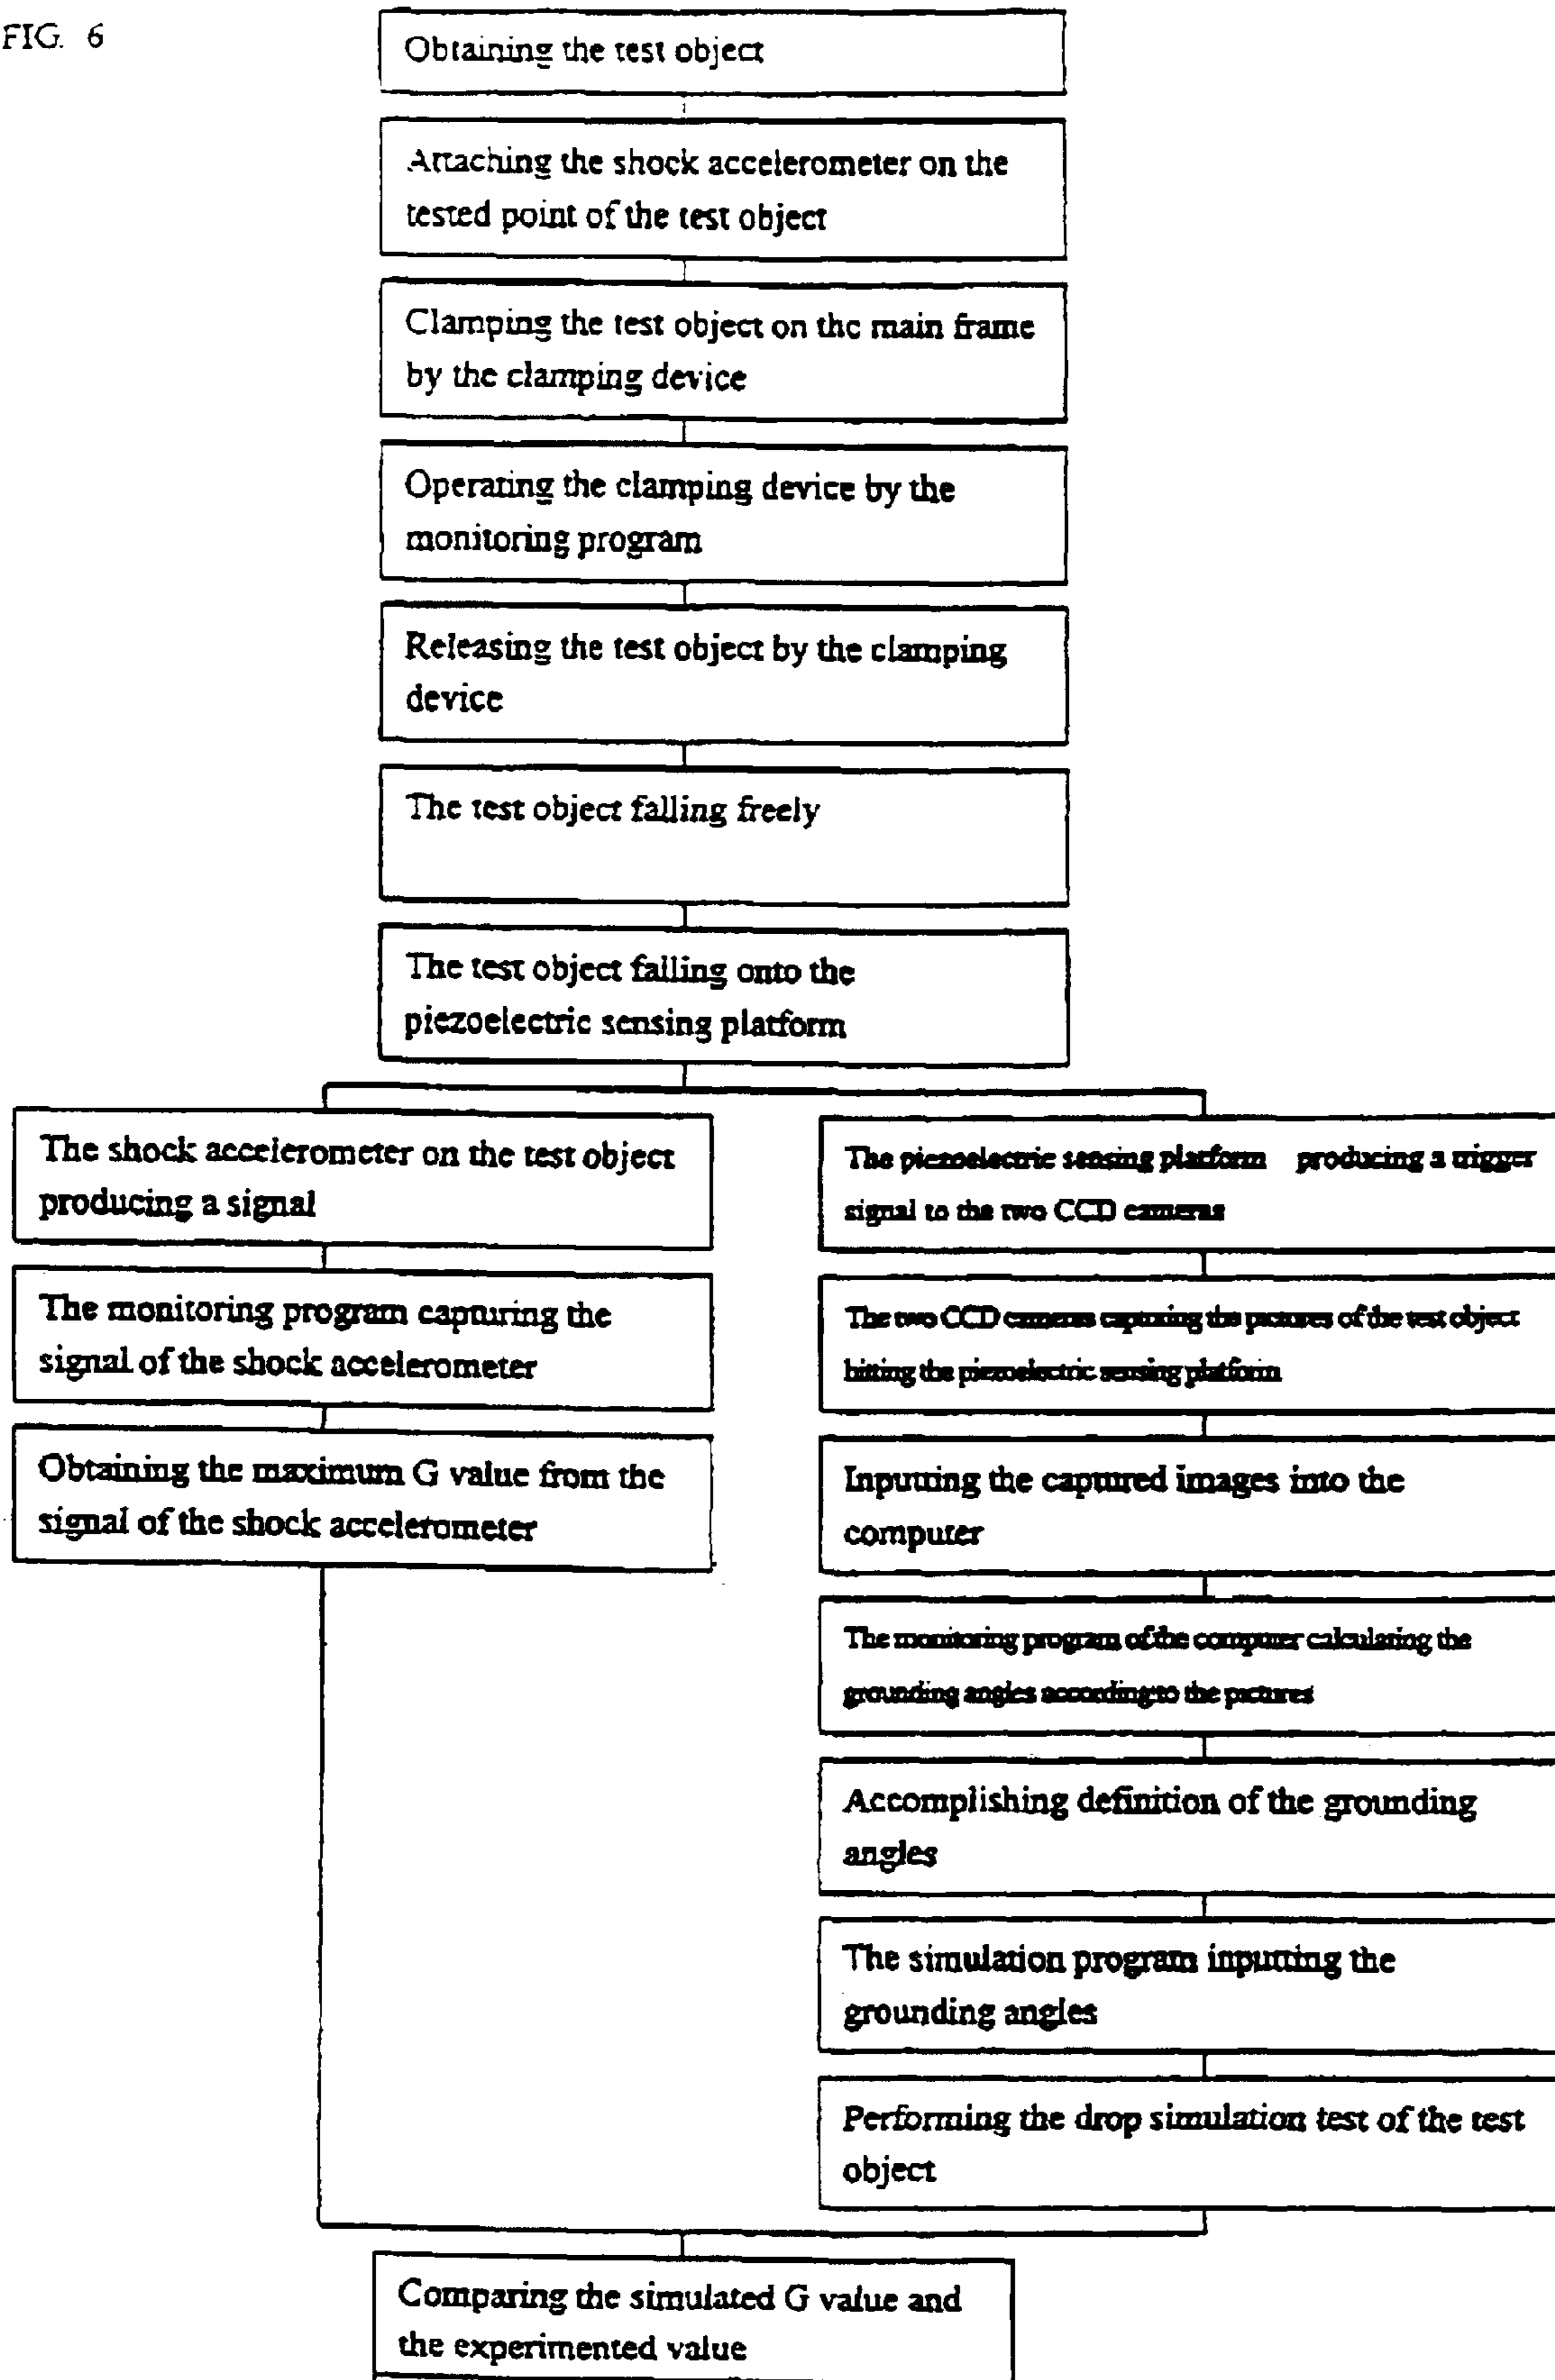 FIG. 6
Obtaining the test object
Attaching the shock accelerometer on the
tested point of the test object
Clamping the test object on the main frame
by the clamping device
Operating the clamping device by the
monitoring program
Releasing the test object by the clamping
device
The test object falling freely
The test object falling onto the
piezoelectric sensing platform
The shock accelerometer on the test object
producing a signal
The monitoring program capturing the
signal of the shock accelerometer
Obtaining the maximum G value from the
signal of the shock accelerometer
The piezoelectric sensing platform producing a trigger
signal to the two CCD cameras
The two CCD cameras capturing the pictures of the test object
hitting the piezoelectric sensing platform
Inputting the captured images into the
computer
The monitoring program of the computer calculating the
grounding angles according to the pictures
Accomplishing definition of the grounding
angles
The simulation program inputting the
grounding angles
Performing the drop simulation test of the test
object
Comparing the simulated G value and
the experimented value